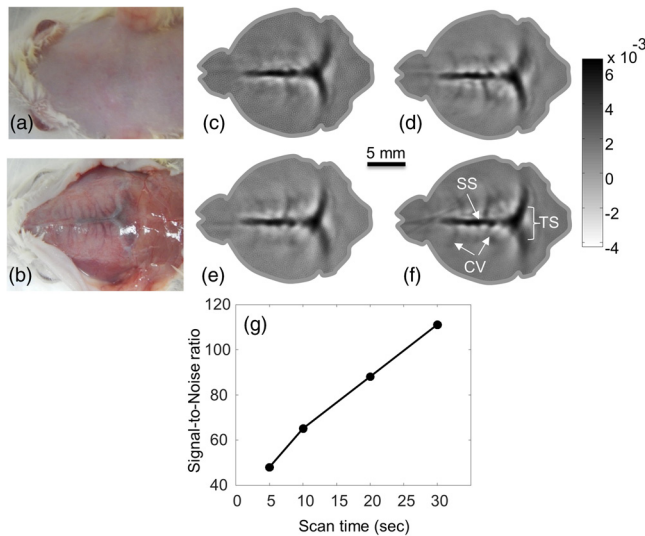 (a)
(c)
(d)
x 10⁻³
6
4
2
0
-2
-4
5 mm
(b)
(e)
SS
TS
CV
(f)
(g)
Signal-to-Noise ratio
120
100
80
60
40
0 5 10 15 20 25 30
Scan time (sec)